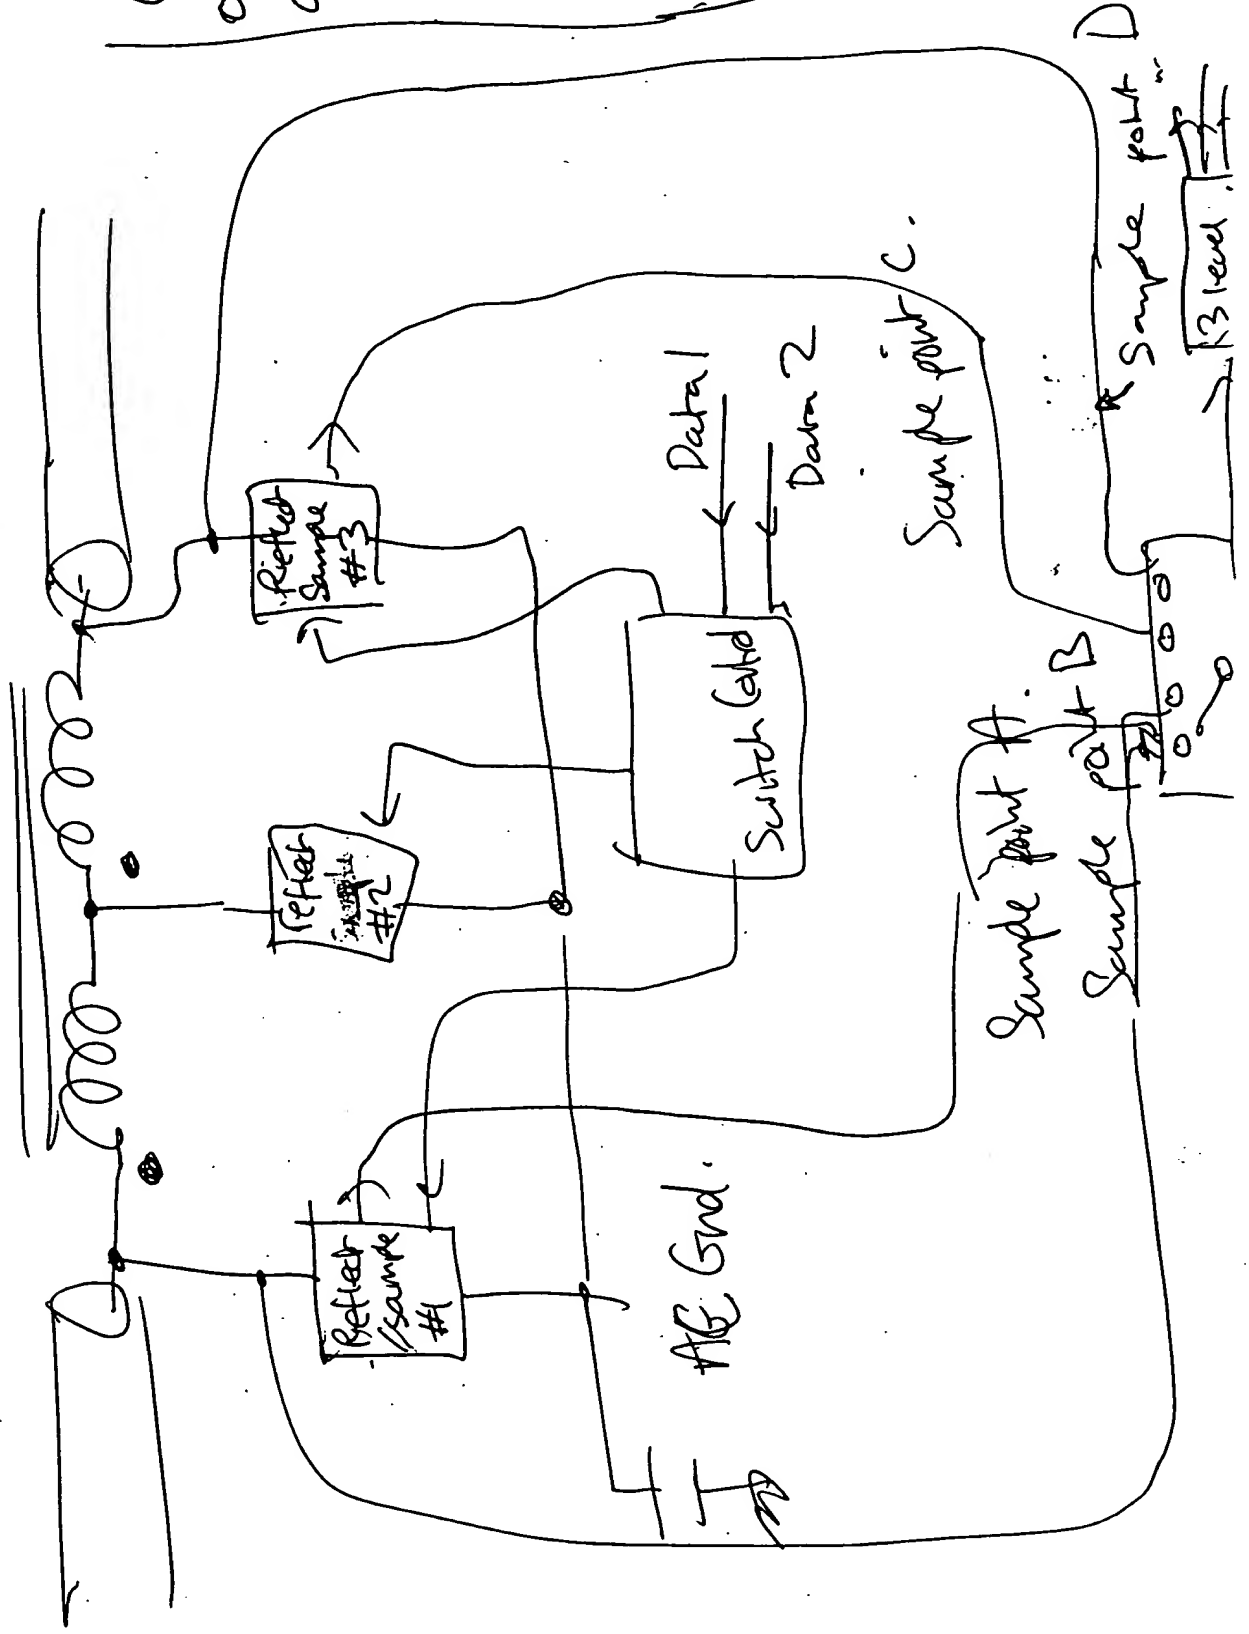 Reflect
/sample
#1
reflect
#2
Reflect
Sample
#3
Switch Control
Data 1
Data 2
AG Gnd.
Sample point A.
Sample point B
Sample point C.
Sample point D
3 level